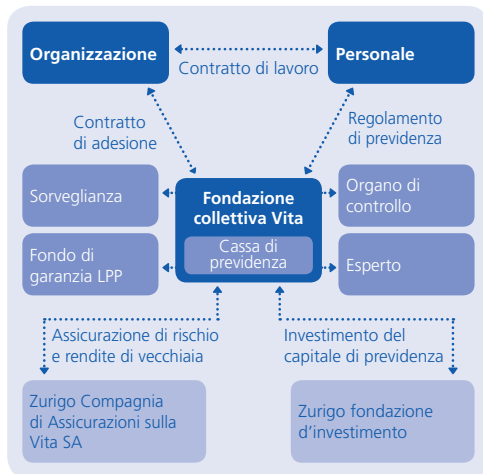 Organizzazione
Personale
Contratto di lavoro
Contratto
di adesione
Regolamento
di previdenza
Sorveglianza
Fondazione
collettiva Vita
Organo di
controllo
Fondo di
garanzia LPP
Cassa di
previdenza
Esperto
Assicurazione di rischio
e rendite di vecchiaia
Investimento del
capitale di previdenza
Zurigo Compagnia
di Assicurazioni sulla
Vita SA
Zurigo fondazione
d’investimento